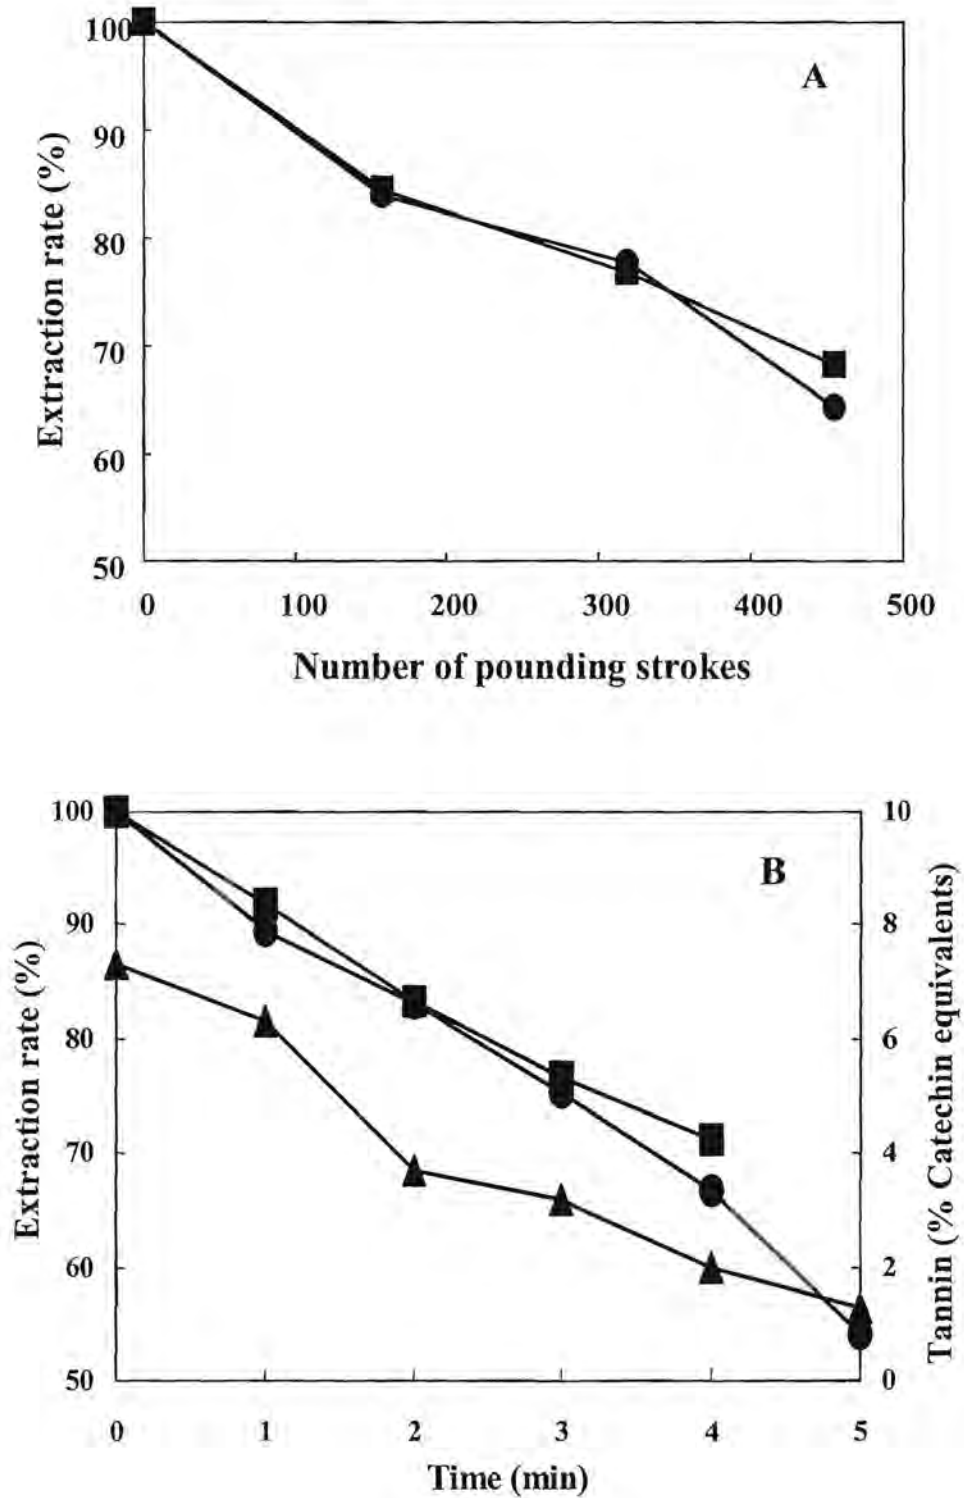 A
100
90
80
70
60
50
Extraction rate (%)
0 100 200 300 400 500
Number of pounding strokes
B
100
90
80
70
60
50
Extraction rate (%)
10
8
6
4
2
0
Tannin (% Catechin equivalents)
0 1 2 3 4 5
Time (min)